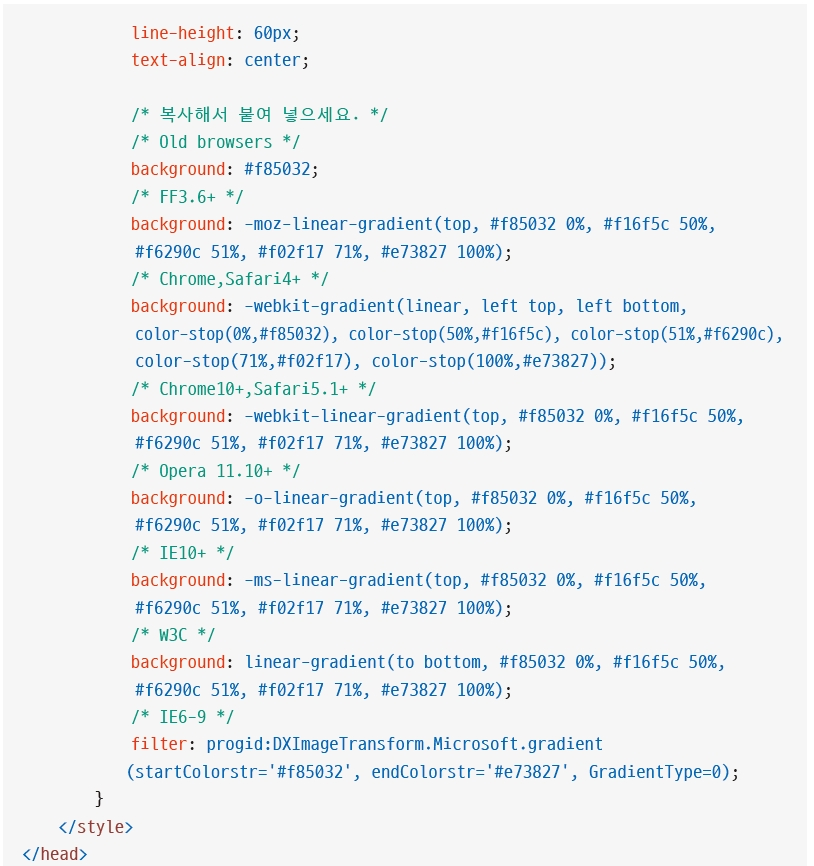 line-height: 60px;
text-align: center;
/* 복사해서 붙여 넣으세요. */
/* Old browsers */
background: #f85032;
/* FF3.6+ */
background: -moz-linear-gradient(top, #f85032 0%, #f16f5c 50%,
#f6290c 51%, #f02f17 71%, #e73827 100%);
/* Chrome,Safari4+ */
background: -webkit-gradient(linear, left top, left bottom,
color-stop(0%,#f85032), color-stop(50%,#f16f5c), color-stop(51%,#f6290c),
color-stop(71%,#f02f17), color-stop(100%,#e73827));
/* Chrome10+,Safari5.1+ */
background: -webkit-linear-gradient(top, #f85032 0%, #f16f5c 50%,
#f6290c 51%, #f02f17 71%, #e73827 100%);
/* Opera 11.10+ */
background: -o-linear-gradient(top, #f85032 0%, #f16f5c 50%,
#f6290c 51%, #f02f17 71%, #e73827 100%);
/* IE10+ */
background: -ms-linear-gradient(top, #f85032 0%, #f16f5c 50%,
#f6290c 51%, #f02f17 71%, #e73827 100%);
/* W3C */
background: linear-gradient(to bottom, #f85032 0%, #f16f5c 50%,
#f6290c 51%, #f02f17 71%, #e73827 100%);
/* IE6-9 */
filter: progid:DXImageTransform.Microsoft.gradient
(startColorstr='#f85032', endColorstr='#e73827', GradientType=0);
}
</style>
</head>